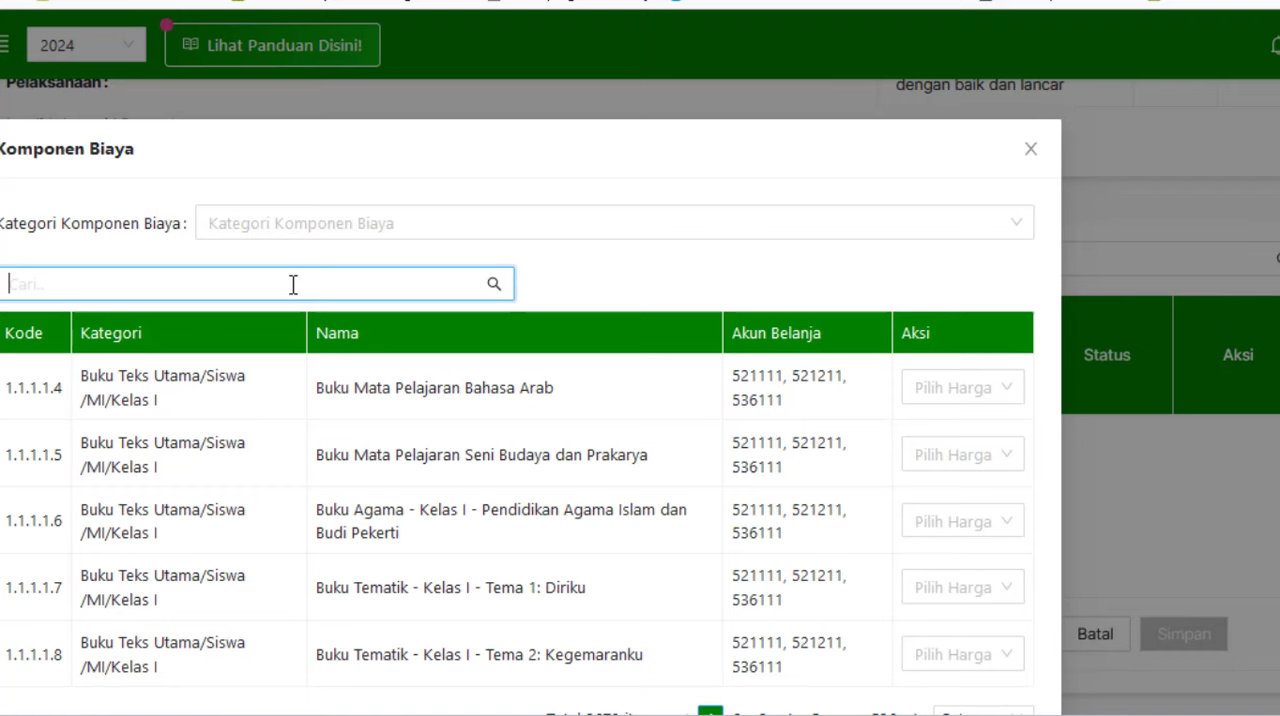 2024
Lihat Panduan Disini!
Pelaksanaan :
dengan baik dan lancar
Komponen Biaya
Kategori Komponen Biaya :
Kategori Komponen Biaya
Cari..
Kode
Kategori
Nama
Akun Belanja
Aksi
Status
Aksi
1.1.1.1.4
Buku Teks Utama/Siswa
/MI/Kelas I
Buku Mata Pelajaran Bahasa Arab
521111, 521211,
536111
Pilih Harga
1.1.1.1.5
Buku Teks Utama/Siswa
/MI/Kelas I
Buku Mata Pelajaran Seni Budaya dan Prakarya
521111, 521211,
536111
Pilih Harga
1.1.1.1.6
Buku Teks Utama/Siswa
/MI/Kelas I
Buku Agama - Kelas I - Pendidikan Agama Islam dan
Budi Pekerti
521111, 521211,
536111
Pilih Harga
1.1.1.1.7
Buku Teks Utama/Siswa
/MI/Kelas I
Buku Tematik - Kelas I - Tema 1: Diriku
521111, 521211,
536111
Pilih Harga
1.1.1.1.8
Buku Teks Utama/Siswa
/MI/Kelas I
Buku Tematik - Kelas I - Tema 2: Kegemaranku
521111, 521211,
536111
Pilih Harga
Batal
Simpan